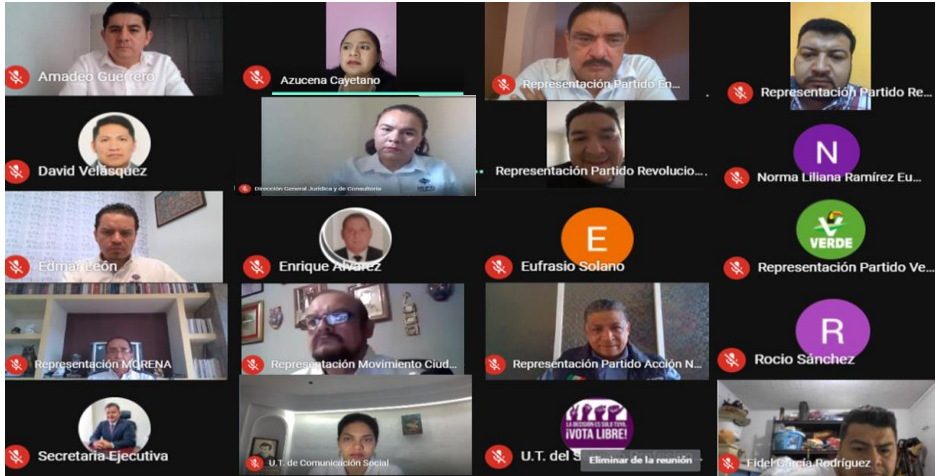 Amadeo Guerrero
Azucena Cayetano
Representación Partido En...
Representación Partido Re...
David Velásquez
Dirección General Jurídica y de Consultoría
Representación Partido Revolucio...
N
Norma Liliana Ramírez Eu...
Edmar León
Enrique Alvarez
E
Eufrasio Solano
VERDE
Representación Partido Ve...
Representación MORENA
Representación Movimiento Ciud...
Representación Partido Acción N...
R
Rocio Sánchez
Secretaria Ejecutiva
U.T. de Comunicación Social
LA DECISIÓN ES SOLO TUYA,
¡VOTA LIBRE!
U.T. del S
Eliminar de la reunión
Fidel García Rodríguez